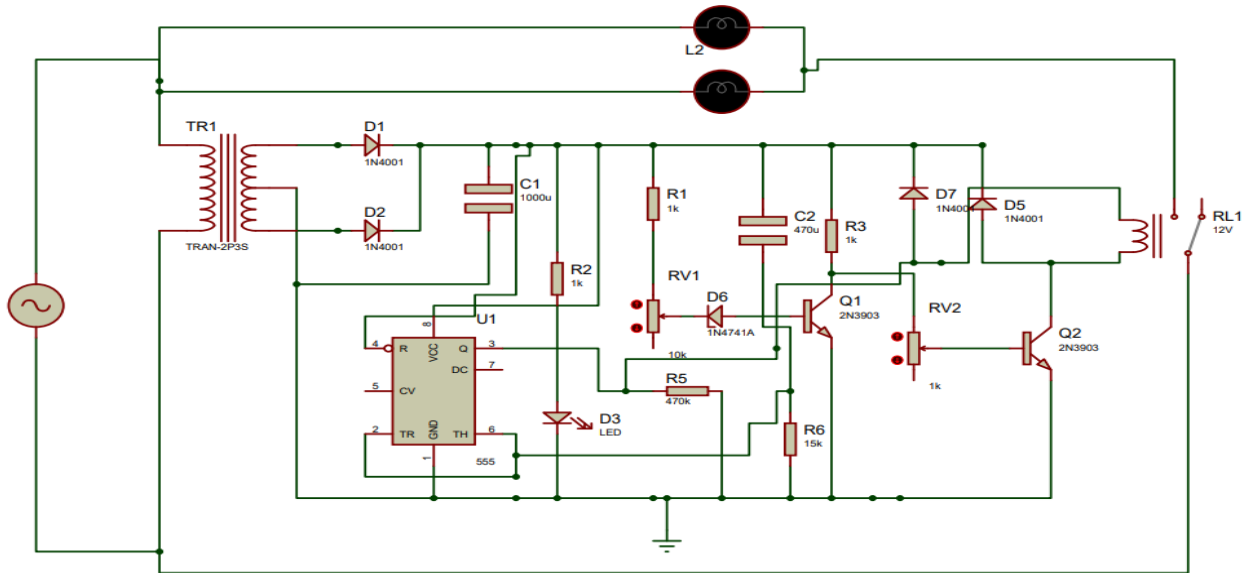 L2
TR1
TRAN-2P3S
D1
1N4001
D2
1N4001
C1
1000u
R2
1k
R1
1k
C2
470u
R3
1k
D7
D5
1N4001
RL1
12V
RV1
10k
D6
1N4741A
Q1
2N3903
RV2
1k
Q2
2N3903
U1
8
VCC
4
R
Q
3
DC
7
5
CV
2
TR
GND
1
TH
6
555
R5
470k
D3
LED
R6
15k